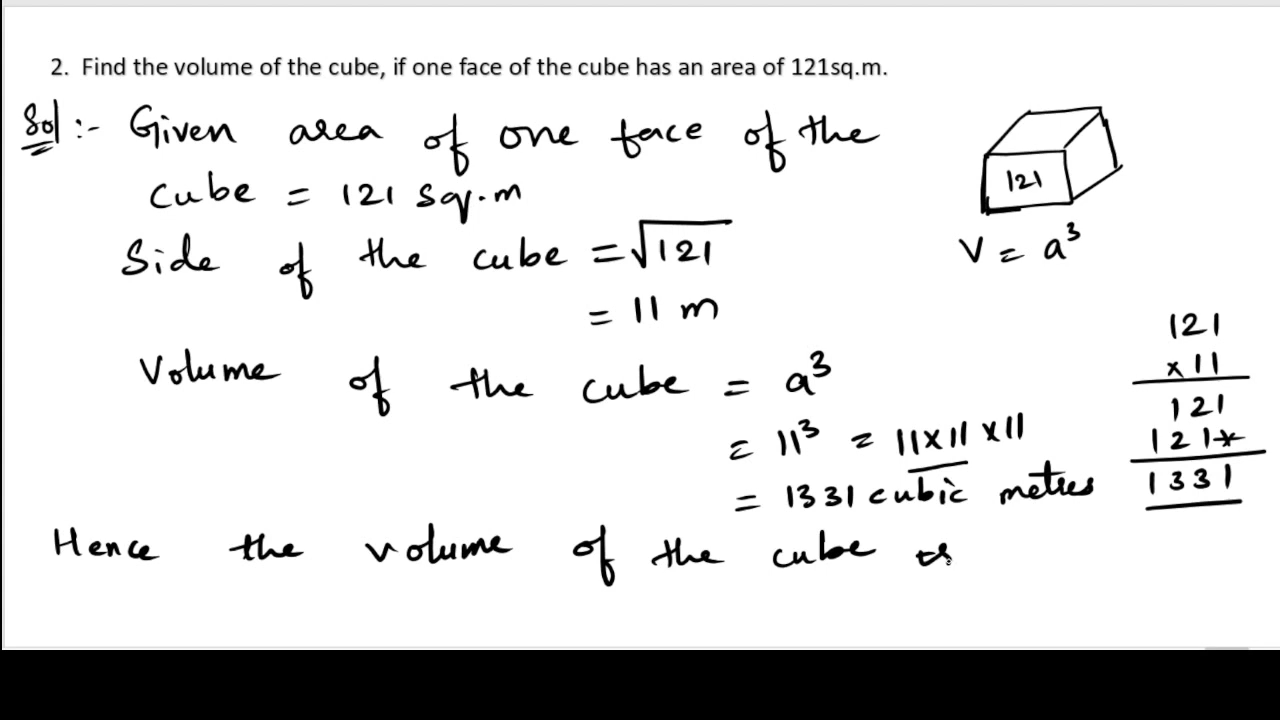 2. Find the volume of the cube, if one face of the cube has an area of 121sq.m.
Sol :- Given area of one face of the
cube = 121 sq.m
Side of the cube = √121
= 11 m
Volume of the cube = a³
= 11³ = 11 x 11 x 11
= 1331 cubic metres
Hence the volume of the cube is
121
V = a³
121
x 11
121
121*
1331